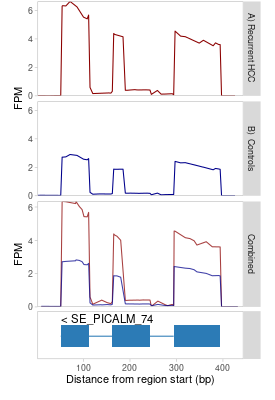 6
4
2
0
FPM
A) Recurrent HCC
6
4
2
0
B) Controls
6
4
2
0
FPM
Combined
< SE_PICALM_74
100
200
300
400
Distance from region start (bp)